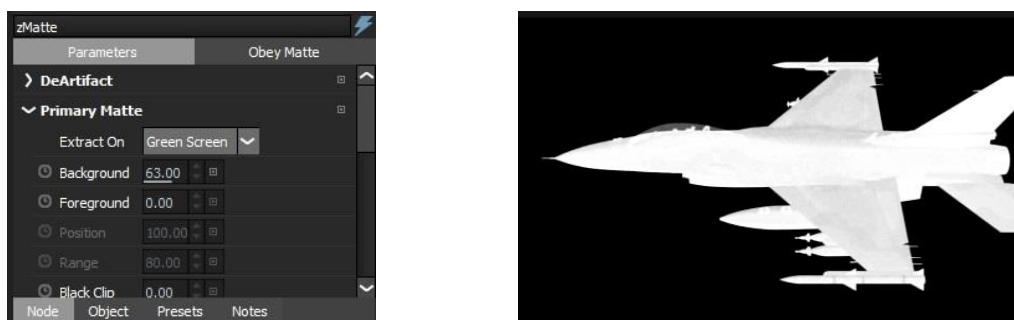 zMatte
Parameters Obey Matte
DeArtifact
Primary Matte
Extract On Green Screen
Background 63.00
Foreground 0.00
Position 100.00
Range 80.00
Black Clip 0.00
Node Object Presets Notes